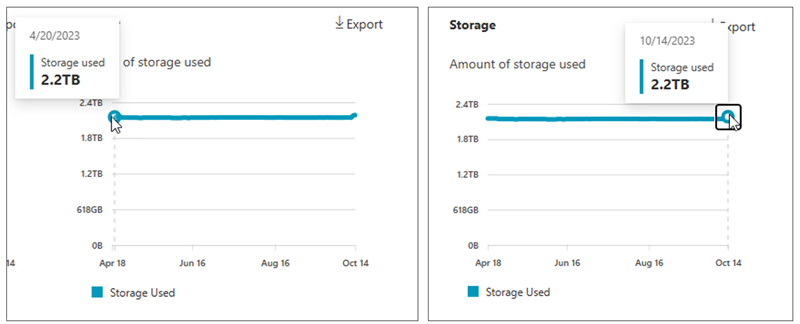 4/20/2023
Export
Storage used
2.2TB
of storage used
2.4TB
1.8TB
1.2TB
618GB
0B
14
Apr 18
Jun 16
Aug 16
Oct 14
Storage Used
Storage
10/14/2023
Export
Storage used
2.2TB
Amount of storage used
2.4TB
1.8TB
1.2TB
618GB
0B
Apr 18
Jun 16
Aug 16
Oct 14
Storage Used